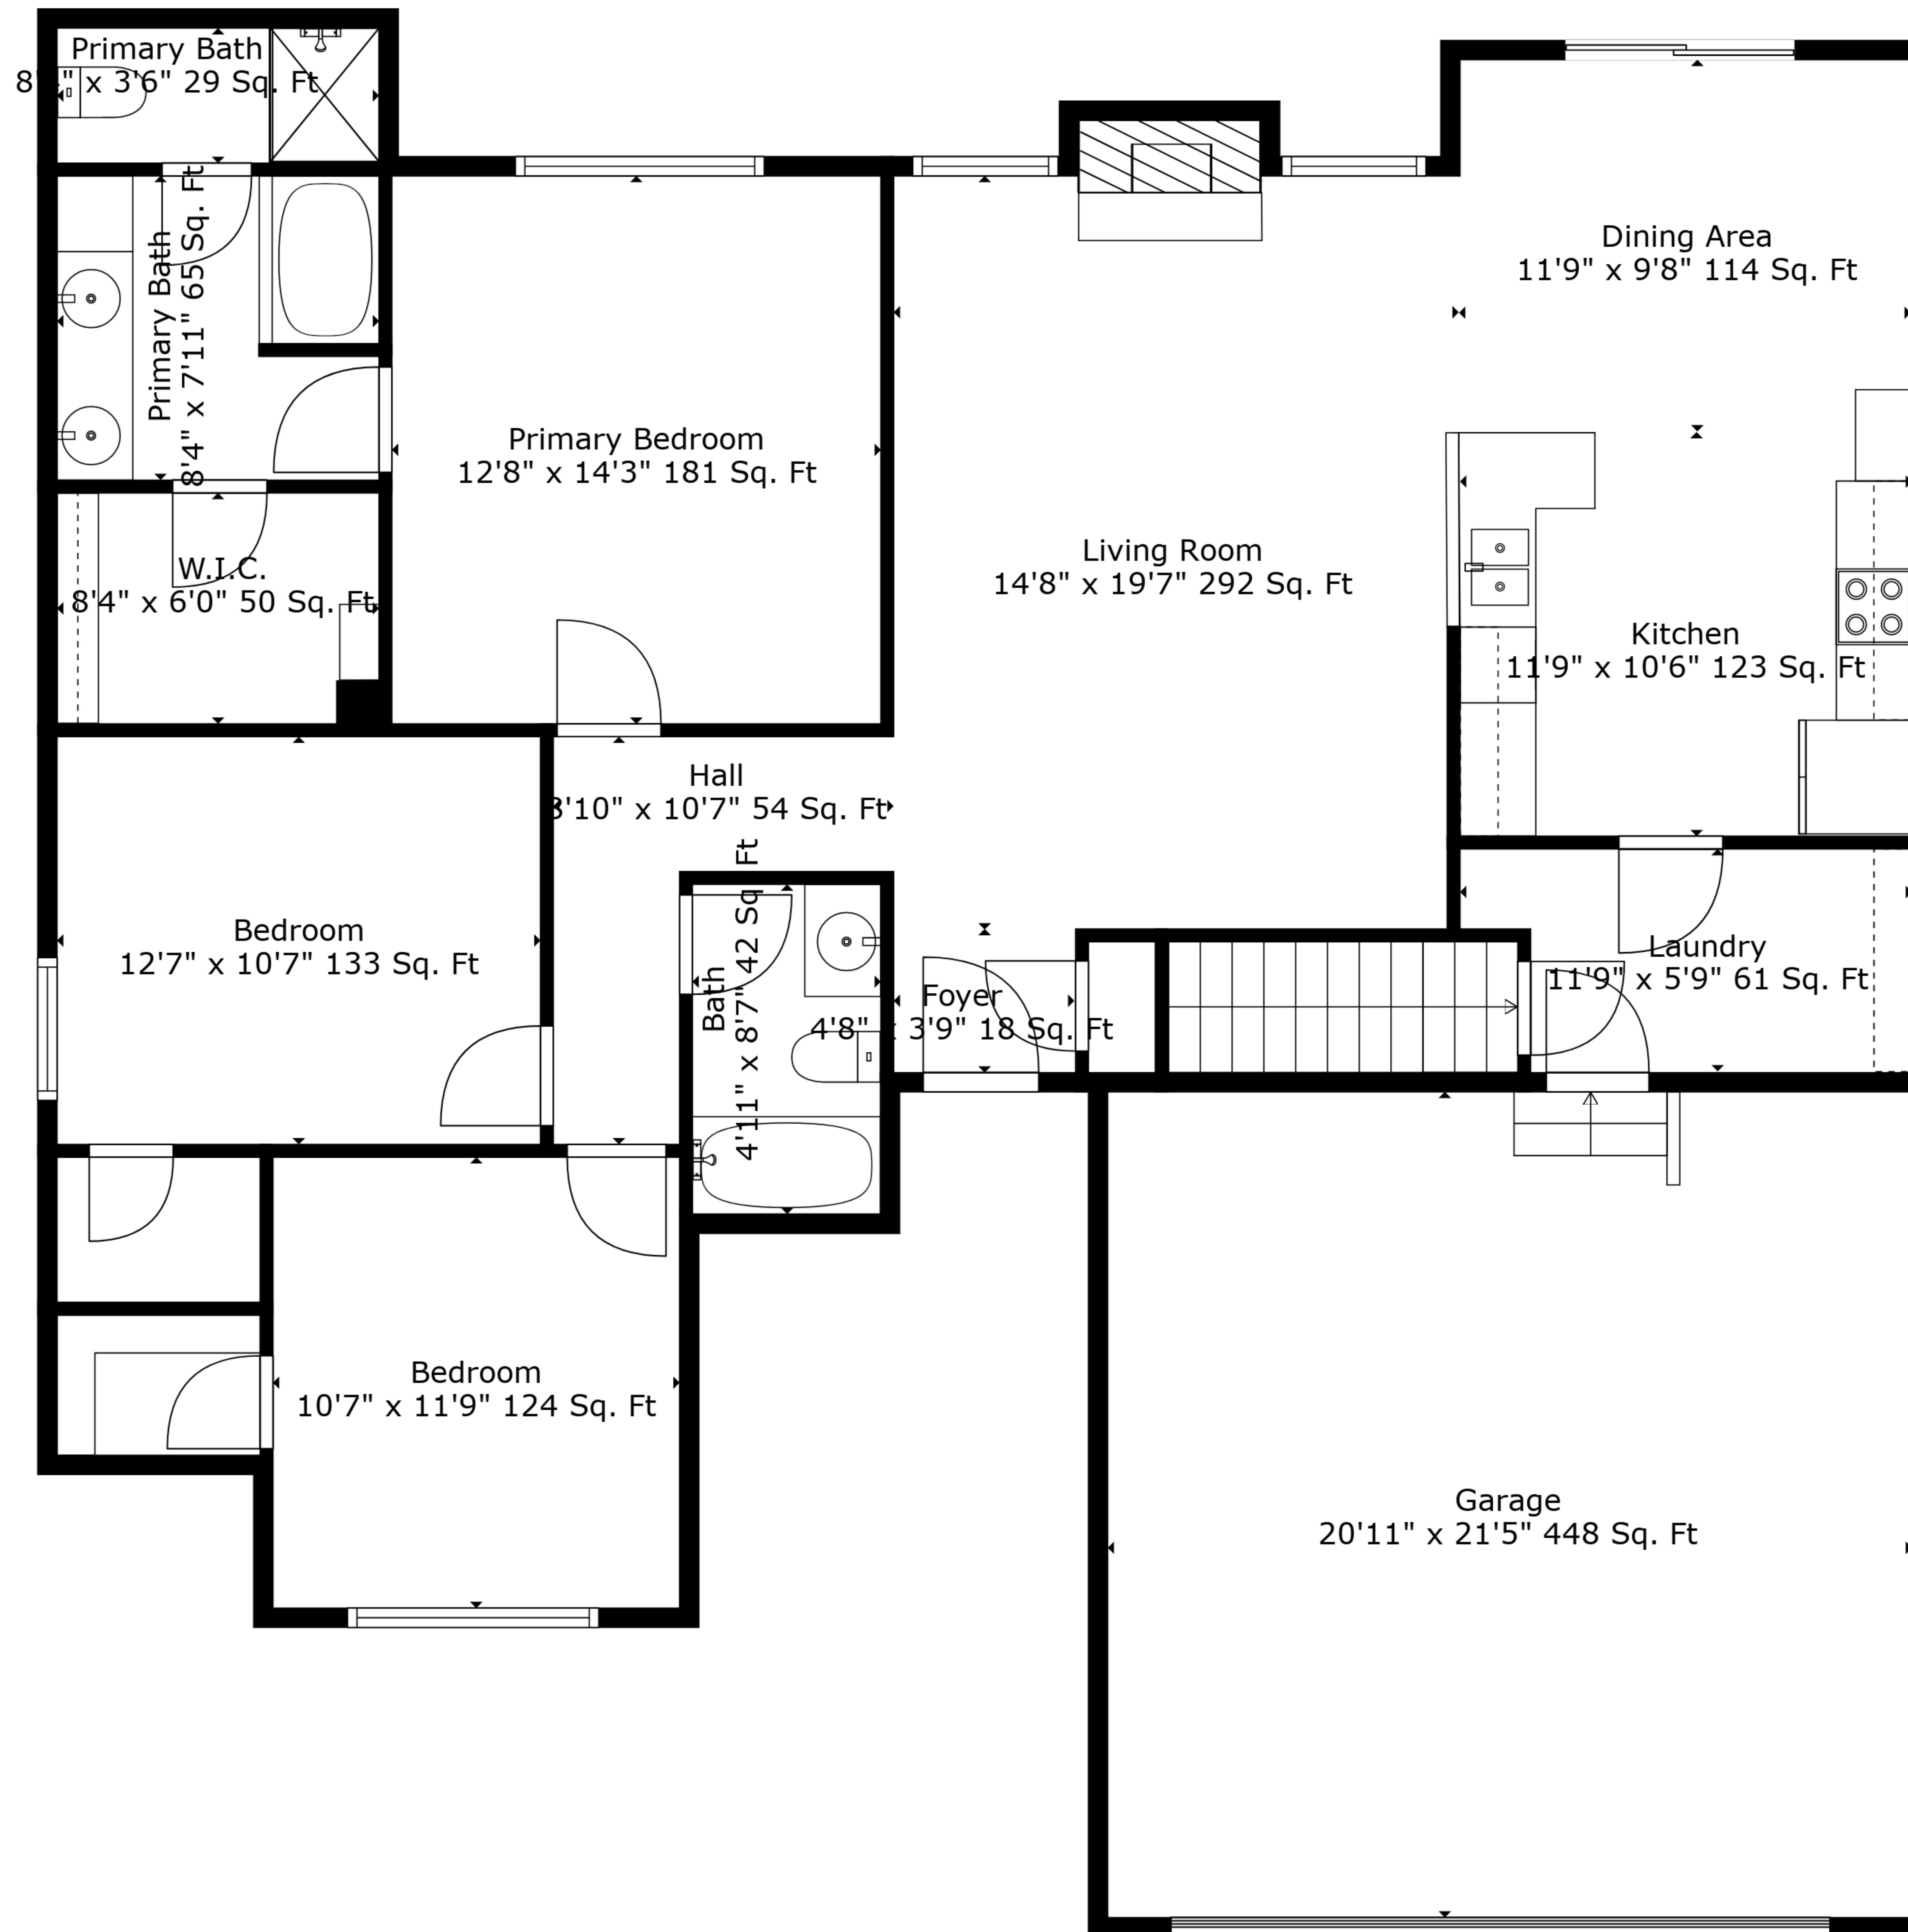 Primary Bath
8'4" x 3'6" 29 Sq. Ft
Primary Bath
8'4" x 7'11" 65 Sq. Ft
Primary Bedroom
12'8" x 14'3" 181 Sq. Ft
Dining Area
11'9" x 9'8" 114 Sq. Ft
Living Room
14'8" x 19'7" 292 Sq. Ft
W.I.C.
8'4" x 6'0" 50 Sq. Ft
Kitchen
11'9" x 10'6" 123 Sq. Ft
Hall
8'10" x 10'7" 54 Sq. Ft
Bedroom
12'7" x 10'7" 133 Sq. Ft
Bath
4'11" x 8'7" 42 Sq. Ft
Foyer
4'8" x 3'9" 18 Sq. Ft
Laundry
11'9" x 5'9" 61 Sq. Ft
Bedroom
10'7" x 11'9" 124 Sq. Ft
Garage
20'11" x 21'5" 448 Sq. Ft